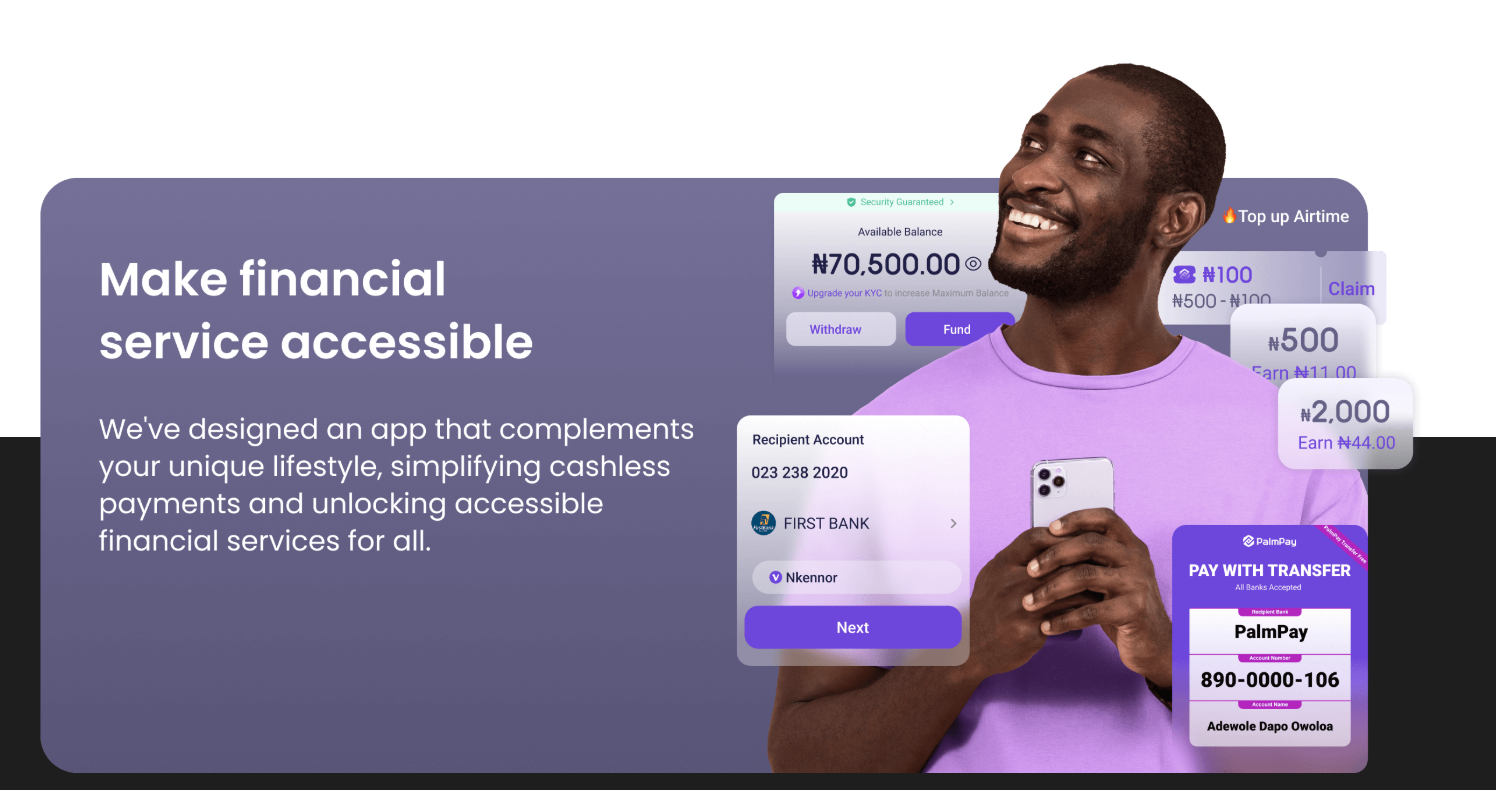 Make financial
service accessible
We've designed an app that complements
your unique lifestyle, simplifying cashless
payments and unlocking accessible
financial services for all.
Security Guaranteed >
Available Balance
₦70,500.00
Upgrade your KYC to increase Maximum Balance
Withdraw
Fund
🔥Top up Airtime
₦100
₦500 - ₦100
Claim
₦500
Earn ₦11.00
₦2,000
Earn ₦44.00
Recipient Account
023 238 2020
FirstBank
FIRST BANK >
Nkennor
Next
PalmPay
PalmPay Transfer Free
PAY WITH TRANSFER
All Banks Accepted
Recipient Bank
PalmPay
Account Number
890-0000-106
Account Name
Adewole Dapo Owoloa